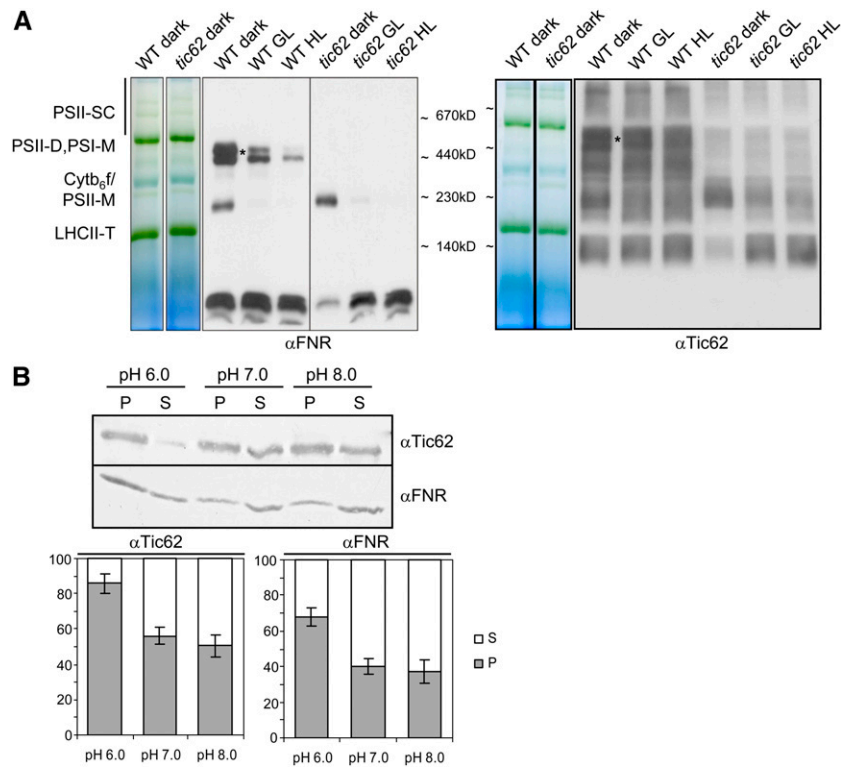 A
WT dark
tic62 dark
WT dark
WT GL
WT HL
tic62 dark
tic62 GL
tic62 HL
WT dark
tic62 dark
WT dark
WT GL
WT HL
tic62 dark
tic62 GL
tic62 HL
PSII-SC
PSII-D,PSI-M
Cytb6f/
PSII-M
LHCII-T
*
~ 670kD ~
~ 440kD ~
~ 230kD ~
~ 140kD ~
*
αFNR
αTic62
B
pH 6.0 pH 7.0 pH 8.0
P S P S P S
αTic62
αFNR
αTic62
100
80
60
40
20
0
pH 6.0 pH 7.0 pH 8.0
αFNR
100
80
60
40
20
0
pH 6.0 pH 7.0 pH 8.0
S
P